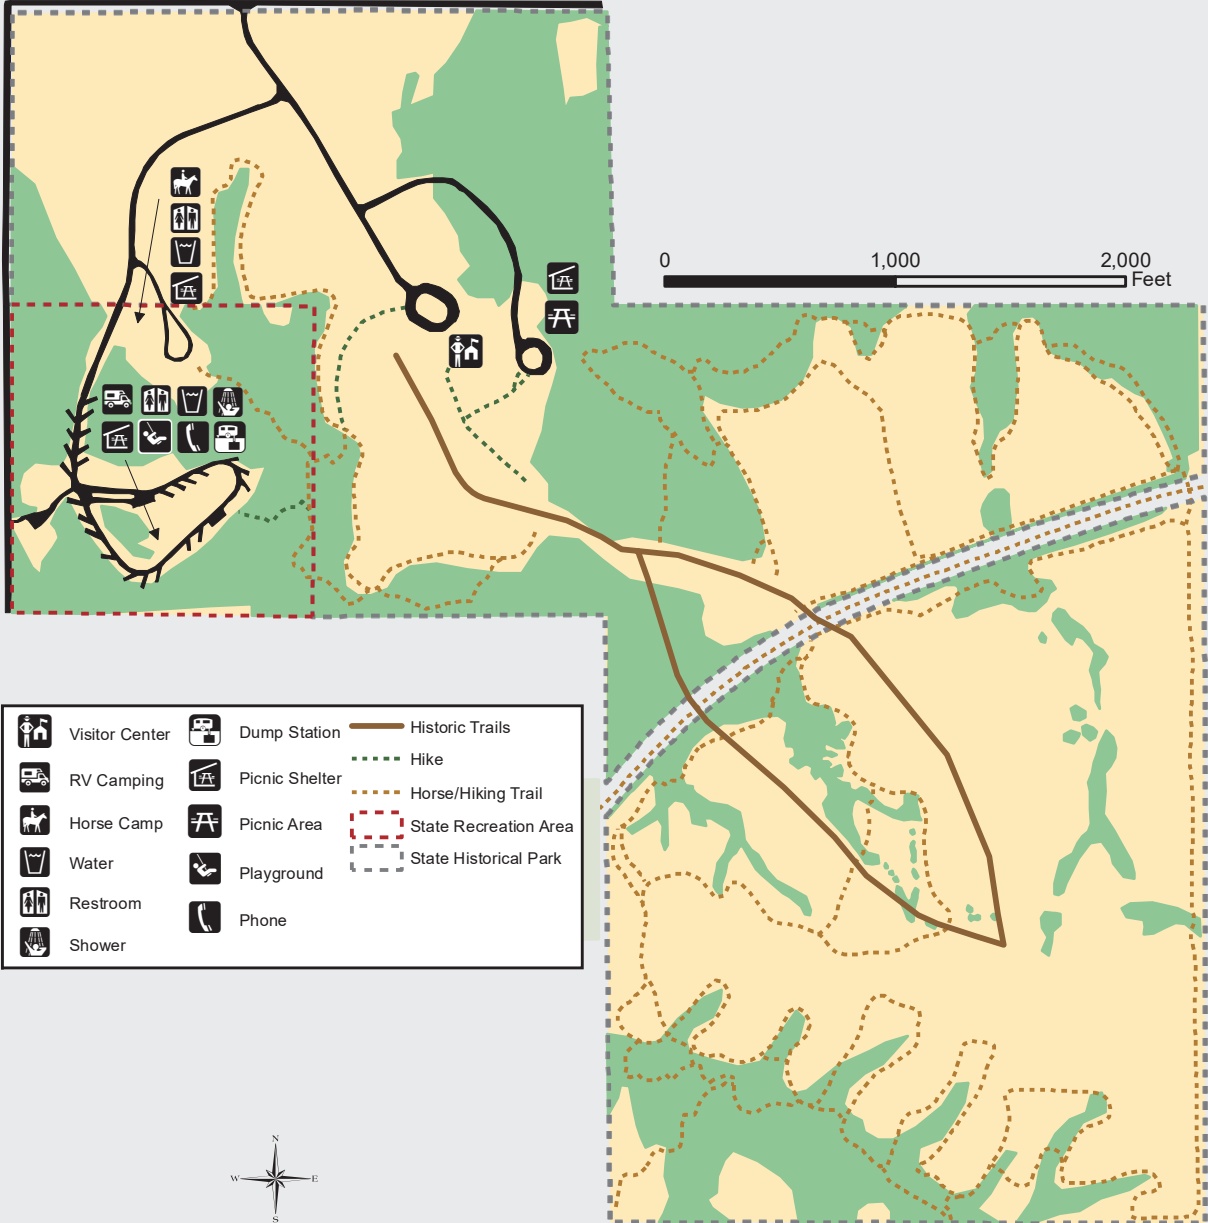 0 1,000 2,000
Feet
Visitor Center
RV Camping
Horse Camp
Water
Restroom
Shower
Dump Station
Picnic Shelter
Picnic Area
Playground
Phone
Historic Trails
Hike
Horse/Hiking Trail
State Recreation Area
State Historical Park
N
W E
S